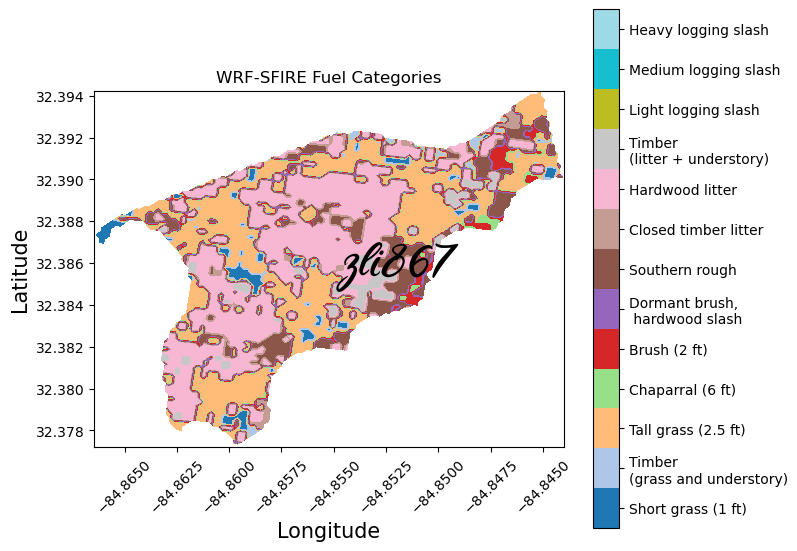 WRF-SFIRE Fuel Categories
32.394
32.392
32.390
32.388
32.386
32.384
32.382
32.380
32.378
Latitude
zli867
−84.8650
−84.8625
−84.8600
−84.8575
−84.8550
−84.8525
−84.8500
−84.8475
−84.8450
Longitude
Heavy logging slash
Medium logging slash
Light logging slash
Timber
(litter + understory)
Hardwood litter
Closed timber litter
Southern rough
Dormant brush,
hardwood slash
Brush (2 ft)
Chaparral (6 ft)
Tall grass (2.5 ft)
Timber
(grass and understory)
Short grass (1 ft)